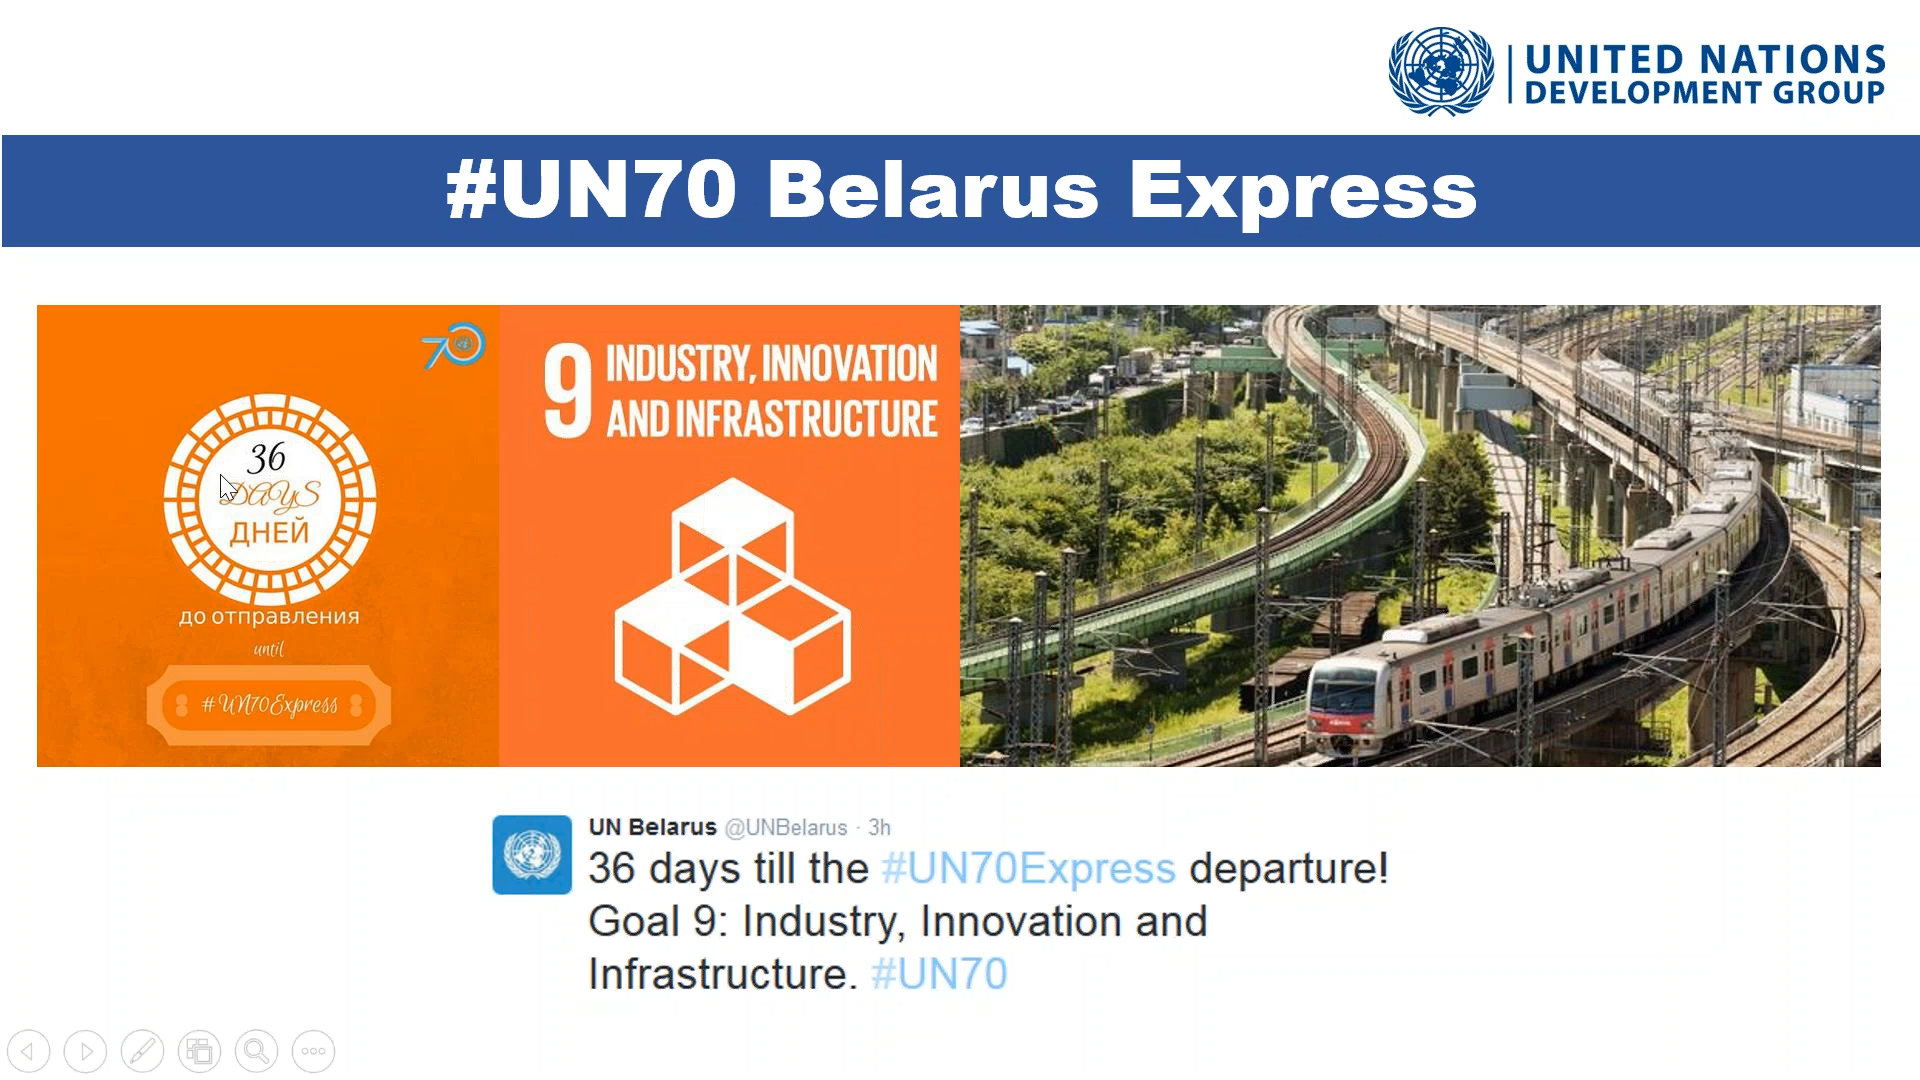 UNITED NATIONS
DEVELOPMENT GROUP
#UN70 Belarus Express
70
36
DAYS
ДНЕЙ
до отправления
until
#UN70Express
9 INDUSTRY, INNOVATION
AND INFRASTRUCTURE
UN Belarus @UNBelarus · 3h
36 days till the #UN70Express departure!
Goal 9: Industry, Innovation and
Infrastructure. #UN70